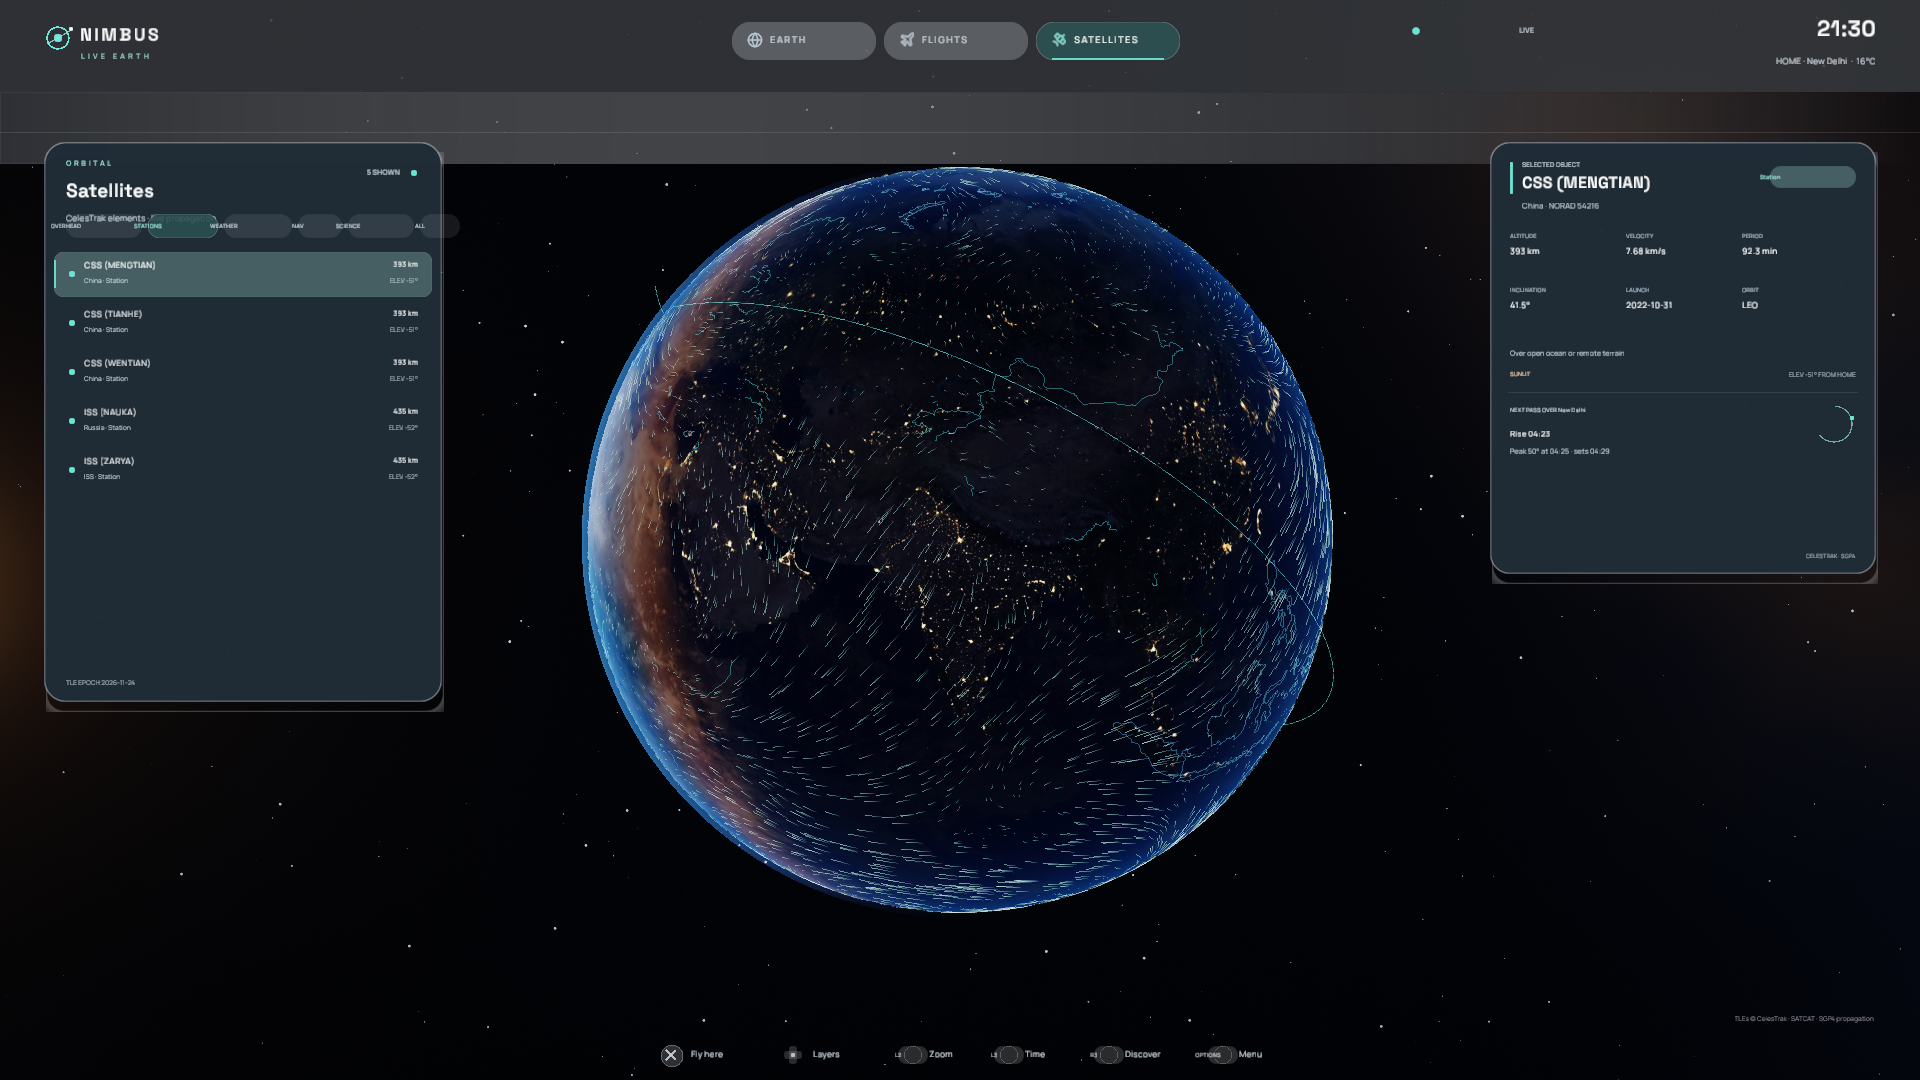 NIMBUS
LIVE EARTH
EARTH
FLIGHTS
SATELLITES
LIVE
21:30
HOME · New Delhi · 16°C
ORBITAL
5 SHOWN
Satellites
CelesTrak elements · live propagation
OVERHEAD
STATIONS
WEATHER
NAV
SCIENCE
ALL
CSS (MENGTIAN)
393 km
China · Station
ELEV -51°
CSS (TIANHE)
393 km
China · Station
ELEV -51°
CSS (WENTIAN)
393 km
China · Station
ELEV -51°
ISS (NAUKA)
435 km
Russia · Station
ELEV -52°
ISS (ZARYA)
435 km
ISS · Station
ELEV -52°
TLE EPOCH 2026-11-24
SELECTED OBJECT
CSS (MENGTIAN)
Station
China · NORAD 54216
ALTITUDE
VELOCITY
PERIOD
393 km
7.68 km/s
92.3 min
INCLINATION
LAUNCH
ORBIT
41.5°
2022-10-31
LEO
Over open ocean or remote terrain
SUNLIT
ELEV -51° FROM HOME
NEXT PASS OVER New Delhi
Rise 04:23
Peak 50° at 04:25 · sets 04:29
CELESTRAK · SGP4
TLEs © CelesTrak · SATCAT · SGP4 propagation
Fly here
Layers
L2
Zoom
L3
Time
R3
Discover
OPTIONS
Menu